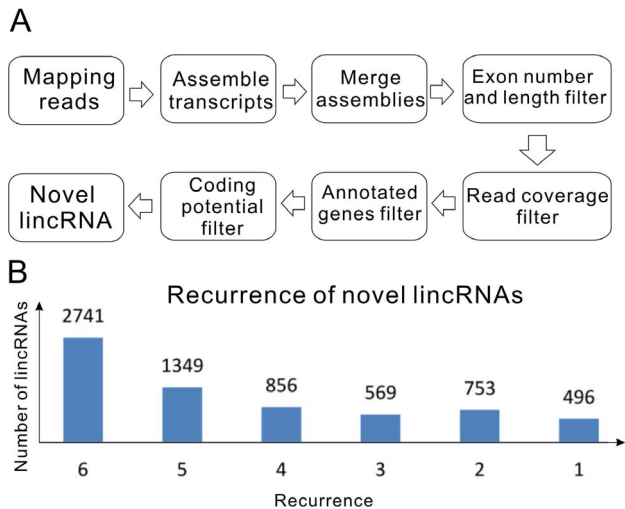 A
Mapping
reads
Assemble
transcripts
Merge
assemblies
Exon number
and length filter
Read coverage
filter
Annotated
genes filter
Coding
potential
filter
Novel
lincRNA
B
Recurrence of novel lincRNAs
Number of lincRNAs
2741
1349
856
569
753
496
6
5
4
3
2
1
Recurrence